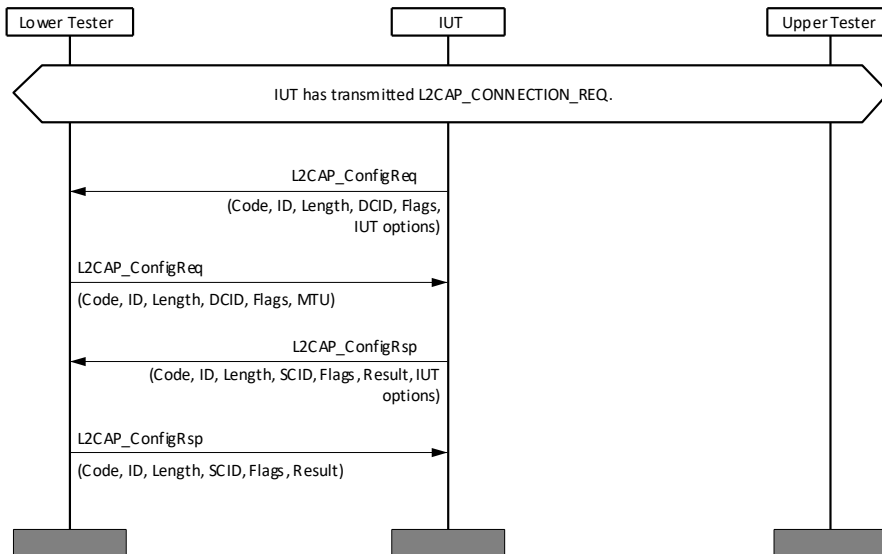 Lower Tester
IUT
Upper Tester
IUT has transmitted L2CAP_CONNECTION_REQ.
L2CAP_ConfigReq
(Code, ID, Length, DCID, Flags,
IUT options)
L2CAP_ConfigReq
(Code, ID, Length, DCID, Flags, MTU)
L2CAP_ConfigRsp
(Code, ID, Length, SCID, Flags, Result, IUT
options)
L2CAP_ConfigRsp
(Code, ID, Length, SCID, Flags, Result)